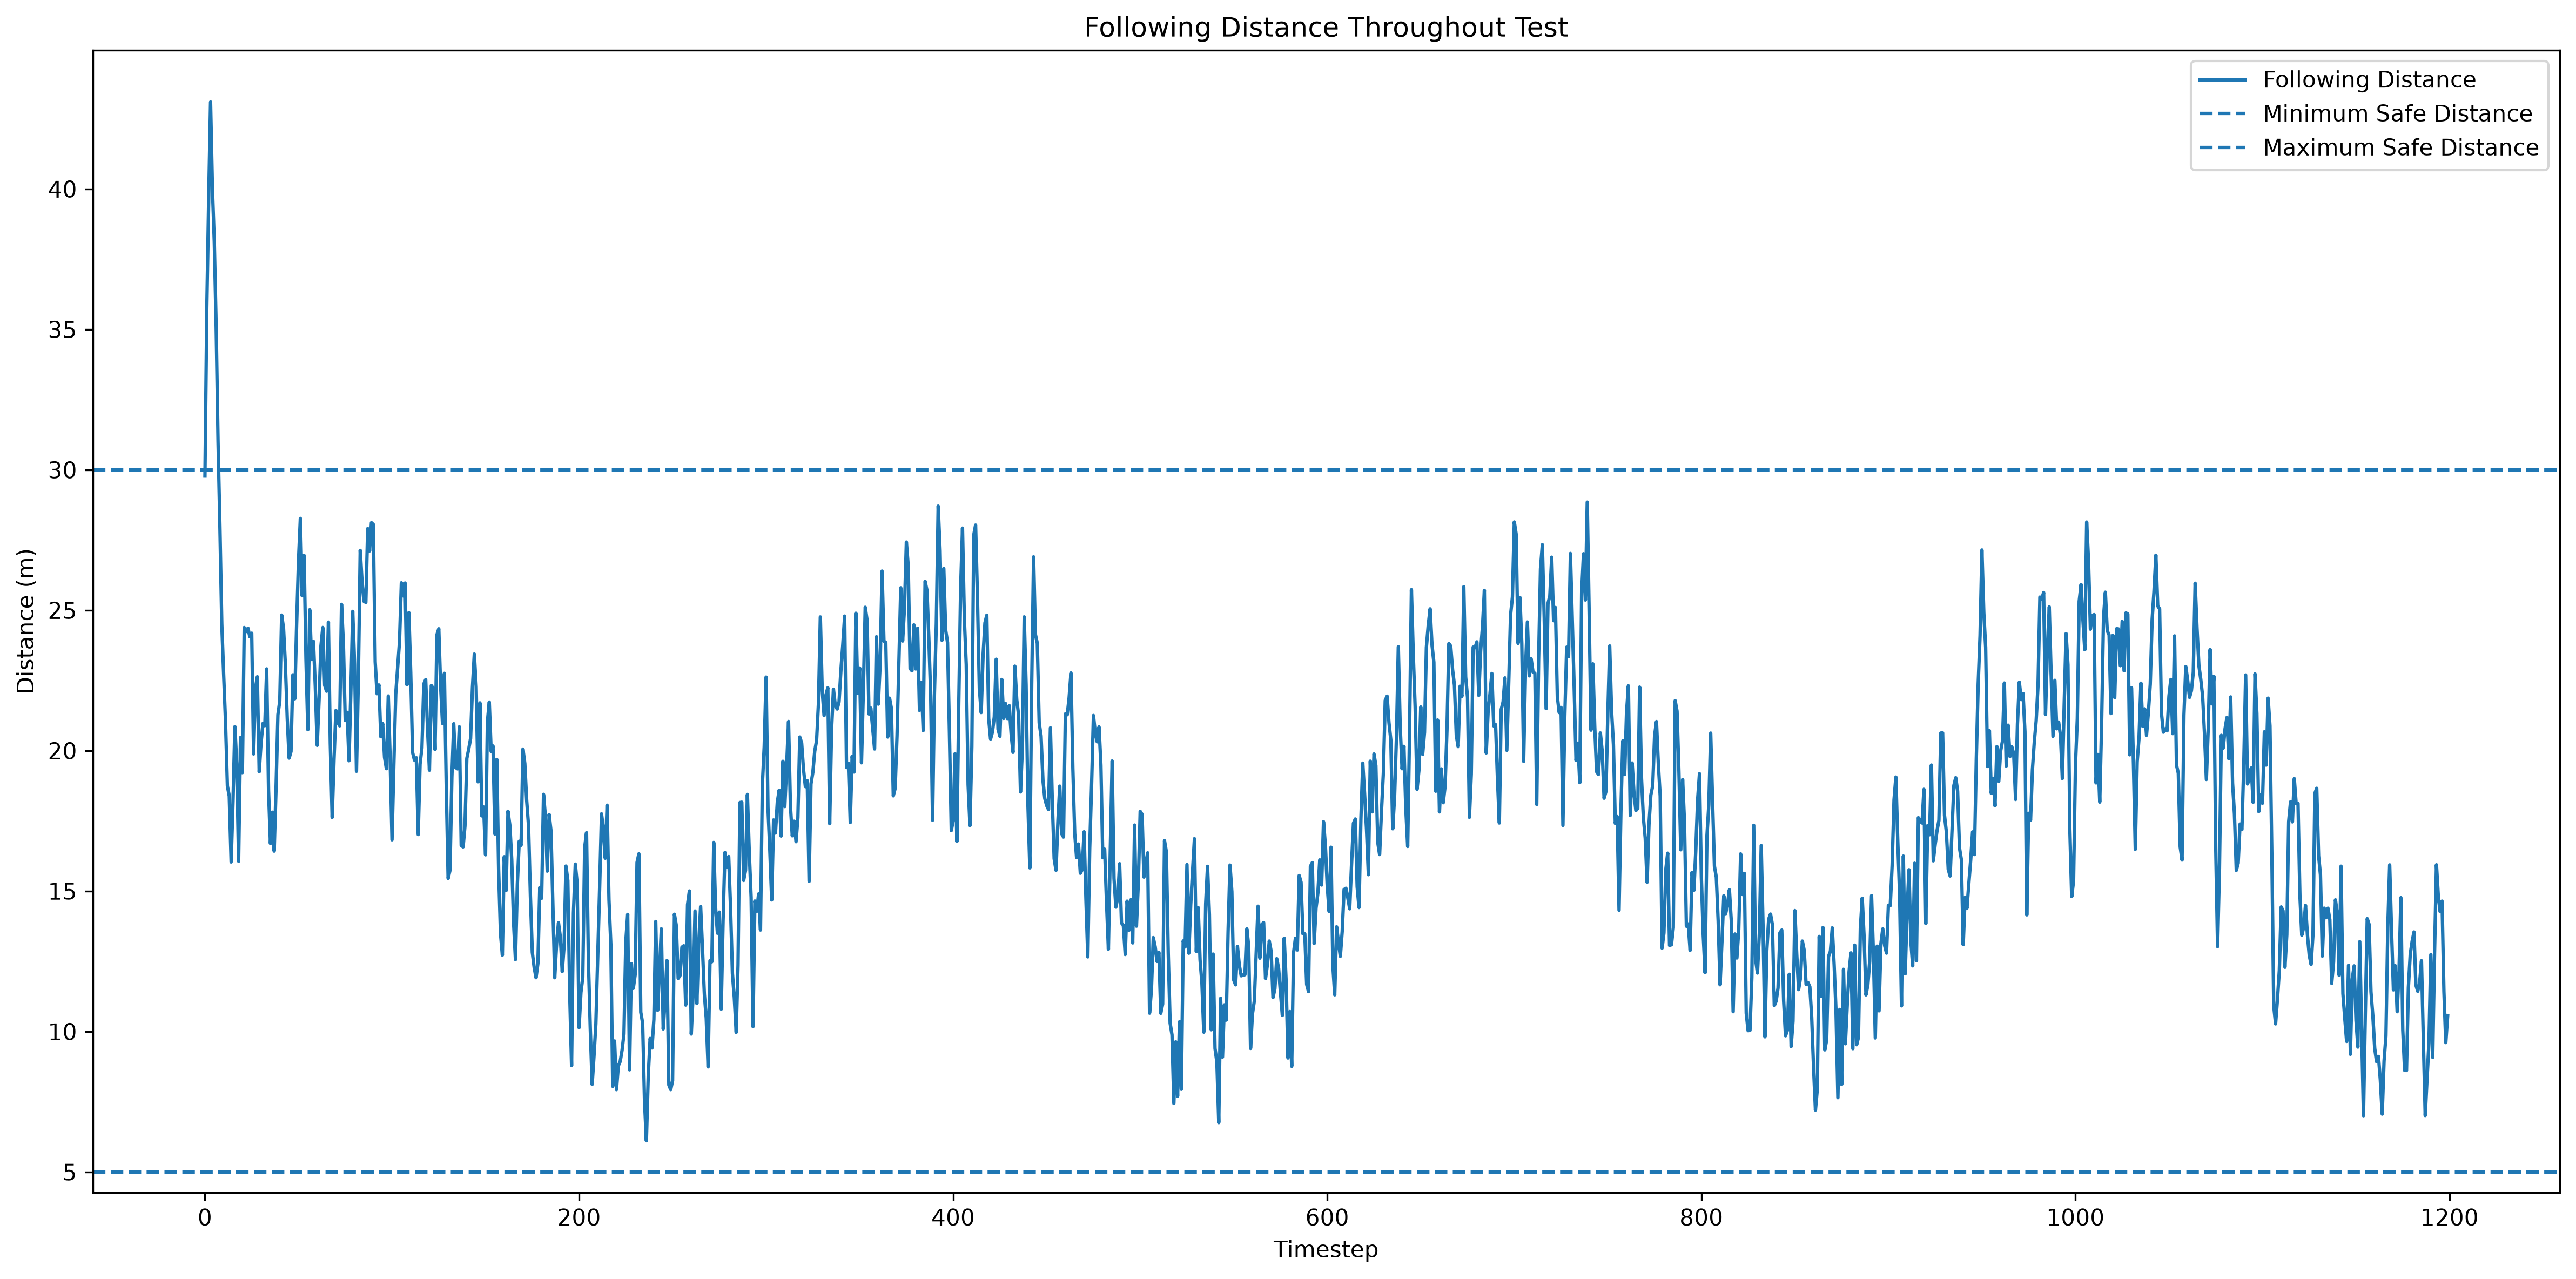 Following Distance Throughout Test
Following Distance
Minimum Safe Distance
Maximum Safe Distance
Distance (m)
40
35
30
25
20
15
10
5
0
200
400
600
800
1000
1200
Timestep